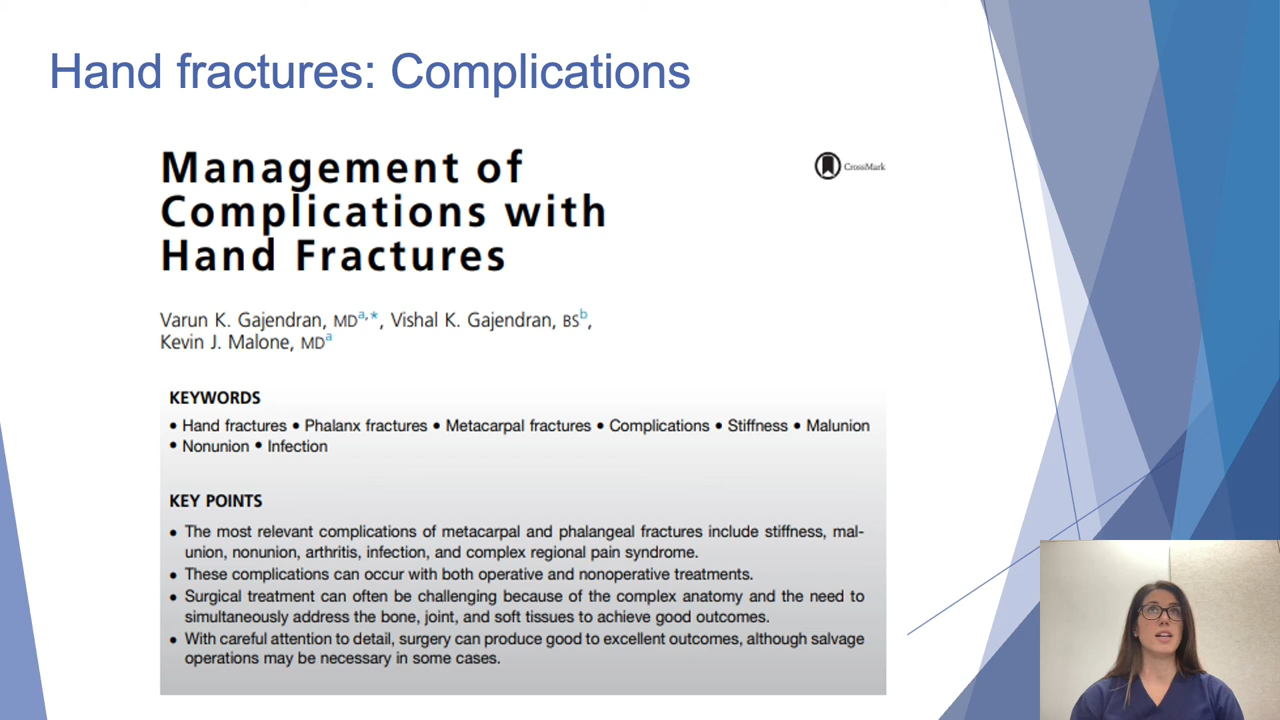 Hand fractures: Complications
Management of
Complications with
Hand Fractures
CrossMark
Varun K. Gajendran, MDa,*, Vishal K. Gajendran, BSb,
Kevin J. Malone, MDa
KEYWORDS
• Hand fractures • Phalanx fractures • Metacarpal fractures • Complications • Stiffness • Malunion
• Nonunion • Infection
KEY POINTS
• The most relevant complications of metacarpal and phalangeal fractures include stiffness, mal-
union, nonunion, arthritis, infection, and complex regional pain syndrome.
• These complications can occur with both operative and nonoperative treatments.
• Surgical treatment can often be challenging because of the complex anatomy and the need to
simultaneously address the bone, joint, and soft tissues to achieve good outcomes.
• With careful attention to detail, surgery can produce good to excellent outcomes, although salvage
operations may be necessary in some cases.